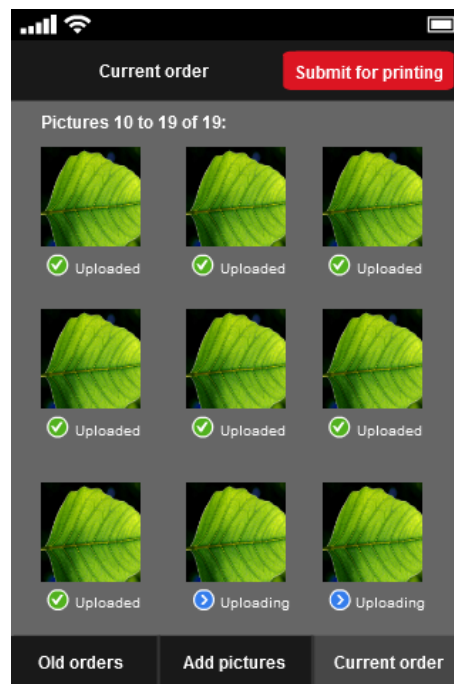 Current order
Submit for printing
Pictures 10 to 19 of 19:
Uploaded Uploaded Uploaded
Uploaded Uploaded Uploaded
Uploaded Uploading Uploading
Old orders Add pictures Current order